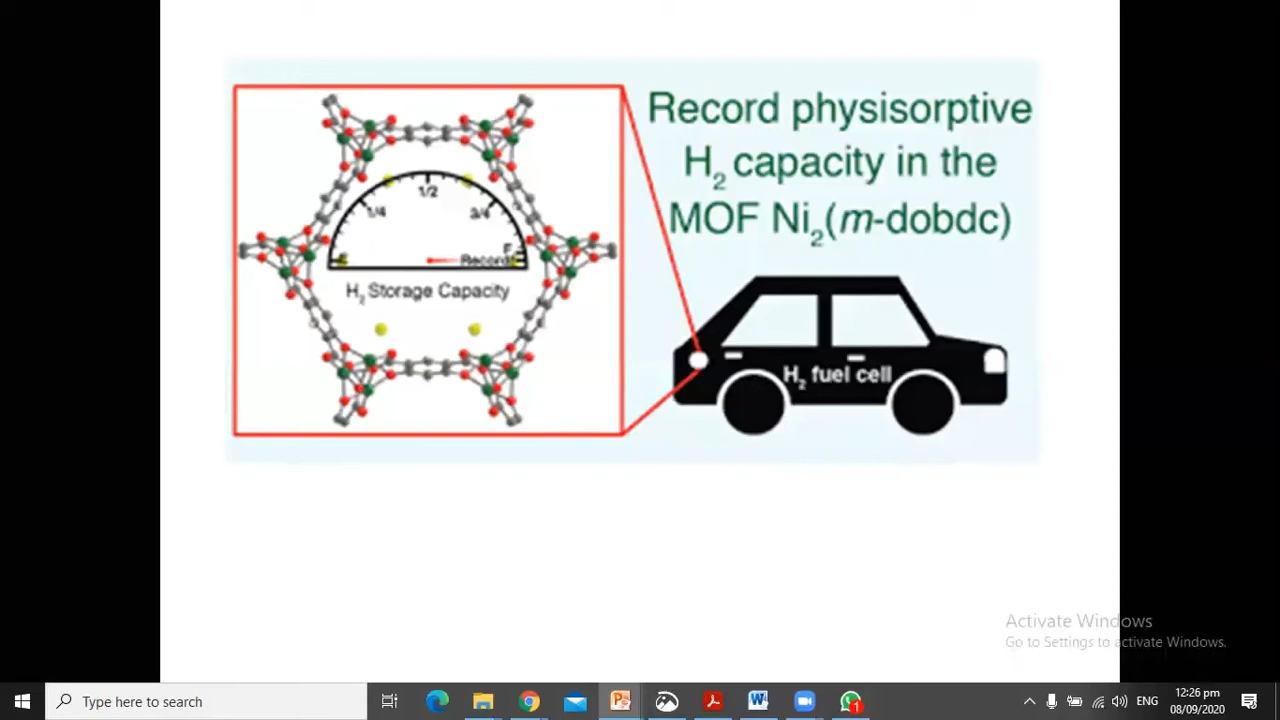 Record physisorptive
H₂ capacity in the
MOF Ni₂(m-dobdc)
1/2
1/4
3/4
E
F
Record
H₂ Storage Capacity
H₂ fuel cell
Activate Windows
Go to Settings to activate Windows.
Type here to search
1
ENG
12:26 pm
08/09/2020